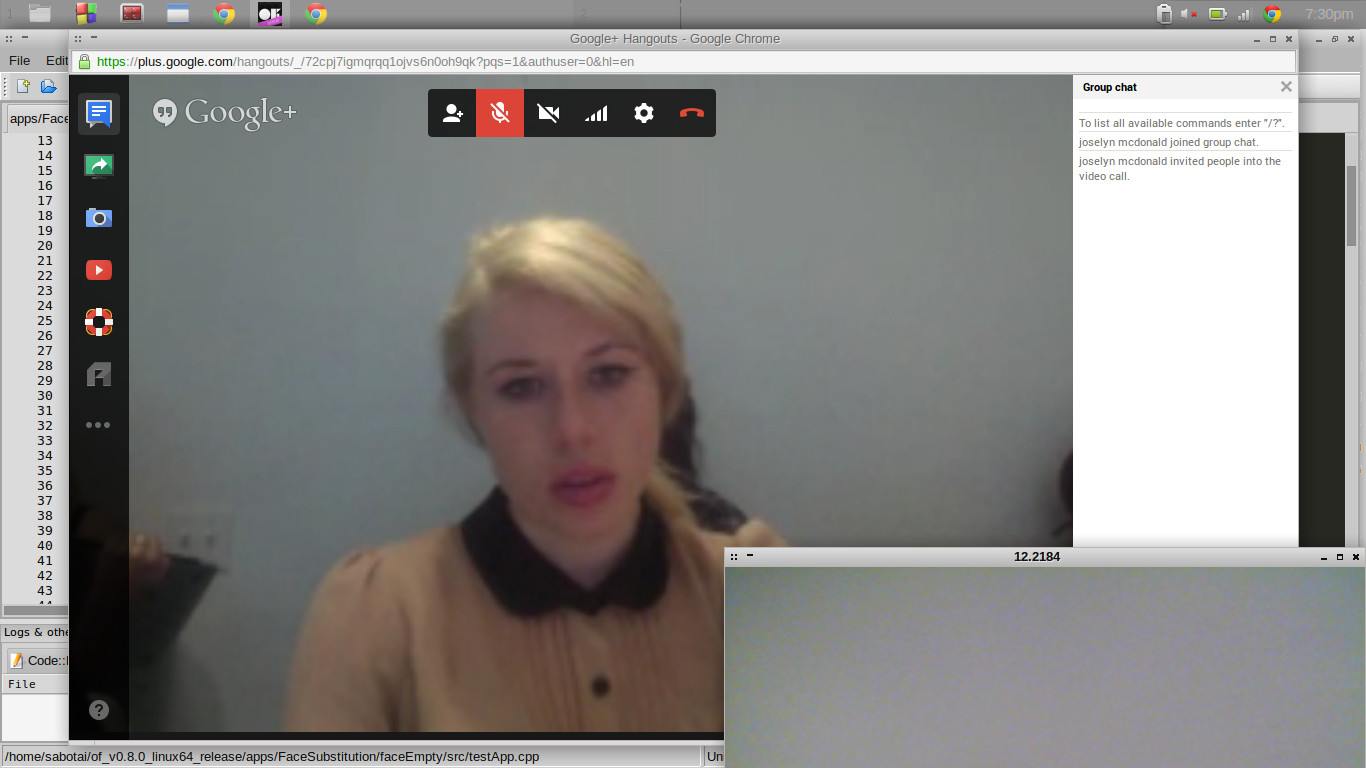 1
2
7:30pm
Google+ Hangouts - Google Chrome
File Edit
https://plus.google.com/hangouts/_/72cpj7igmqrqq1ojvs6n0oh9qk?pqs=1&authuser=0&hl=en
Google+
Group chat
To list all available commands enter "/?".
joselyn mcdonald joined group chat.
joselyn mcdonald invited people into the
video call.
apps/Face
13
14
15
16
17
18
19
20
21
22
23
24
25
26
27
28
29
30
31
32
33
34
35
36
37
38
39
40
41
42
43
44
12.2184
Logs & othe
Code::
File
?
/home/sabotai/of_v0.8.0_linux64_release/apps/FaceSubstitution/faceEmpty/src/testApp.cpp
Un